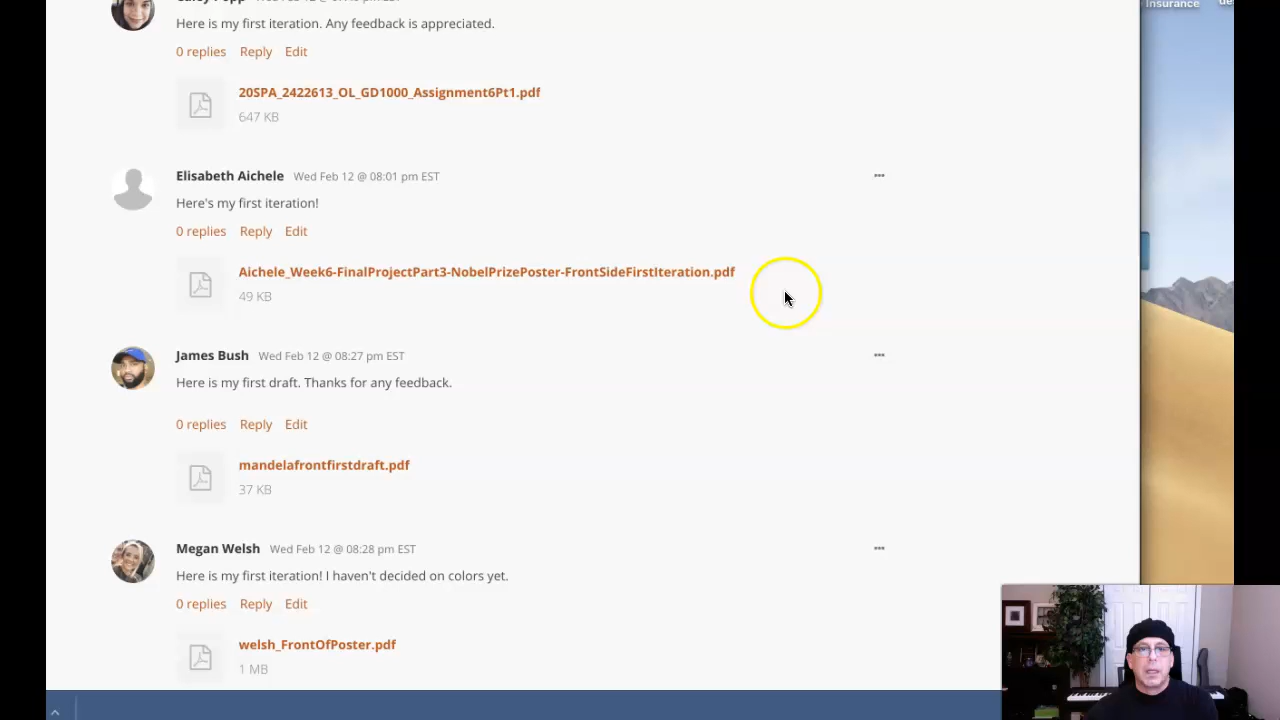 Insurance
Here is my first iteration. Any feedback is appreciated.
0 replies Reply Edit
20SPA_2422613_OL_GD1000_Assignment6Pt1.pdf
647 KB
Elisabeth Aichele Wed Feb 12 @ 08:01 pm EST
Here's my first iteration!
0 replies Reply Edit
Aichele_Week6-FinalProjectPart3-NobelPrizePoster-FrontSideFirstIteration.pdf
49 KB
James Bush Wed Feb 12 @ 08:27 pm EST
Here is my first draft. Thanks for any feedback.
0 replies Reply Edit
mandelafrontfirstdraft.pdf
37 KB
Megan Welsh Wed Feb 12 @ 08:28 pm EST
Here is my first iteration! I haven't decided on colors yet.
0 replies Reply Edit
welsh_FrontOfPoster.pdf
1 MB